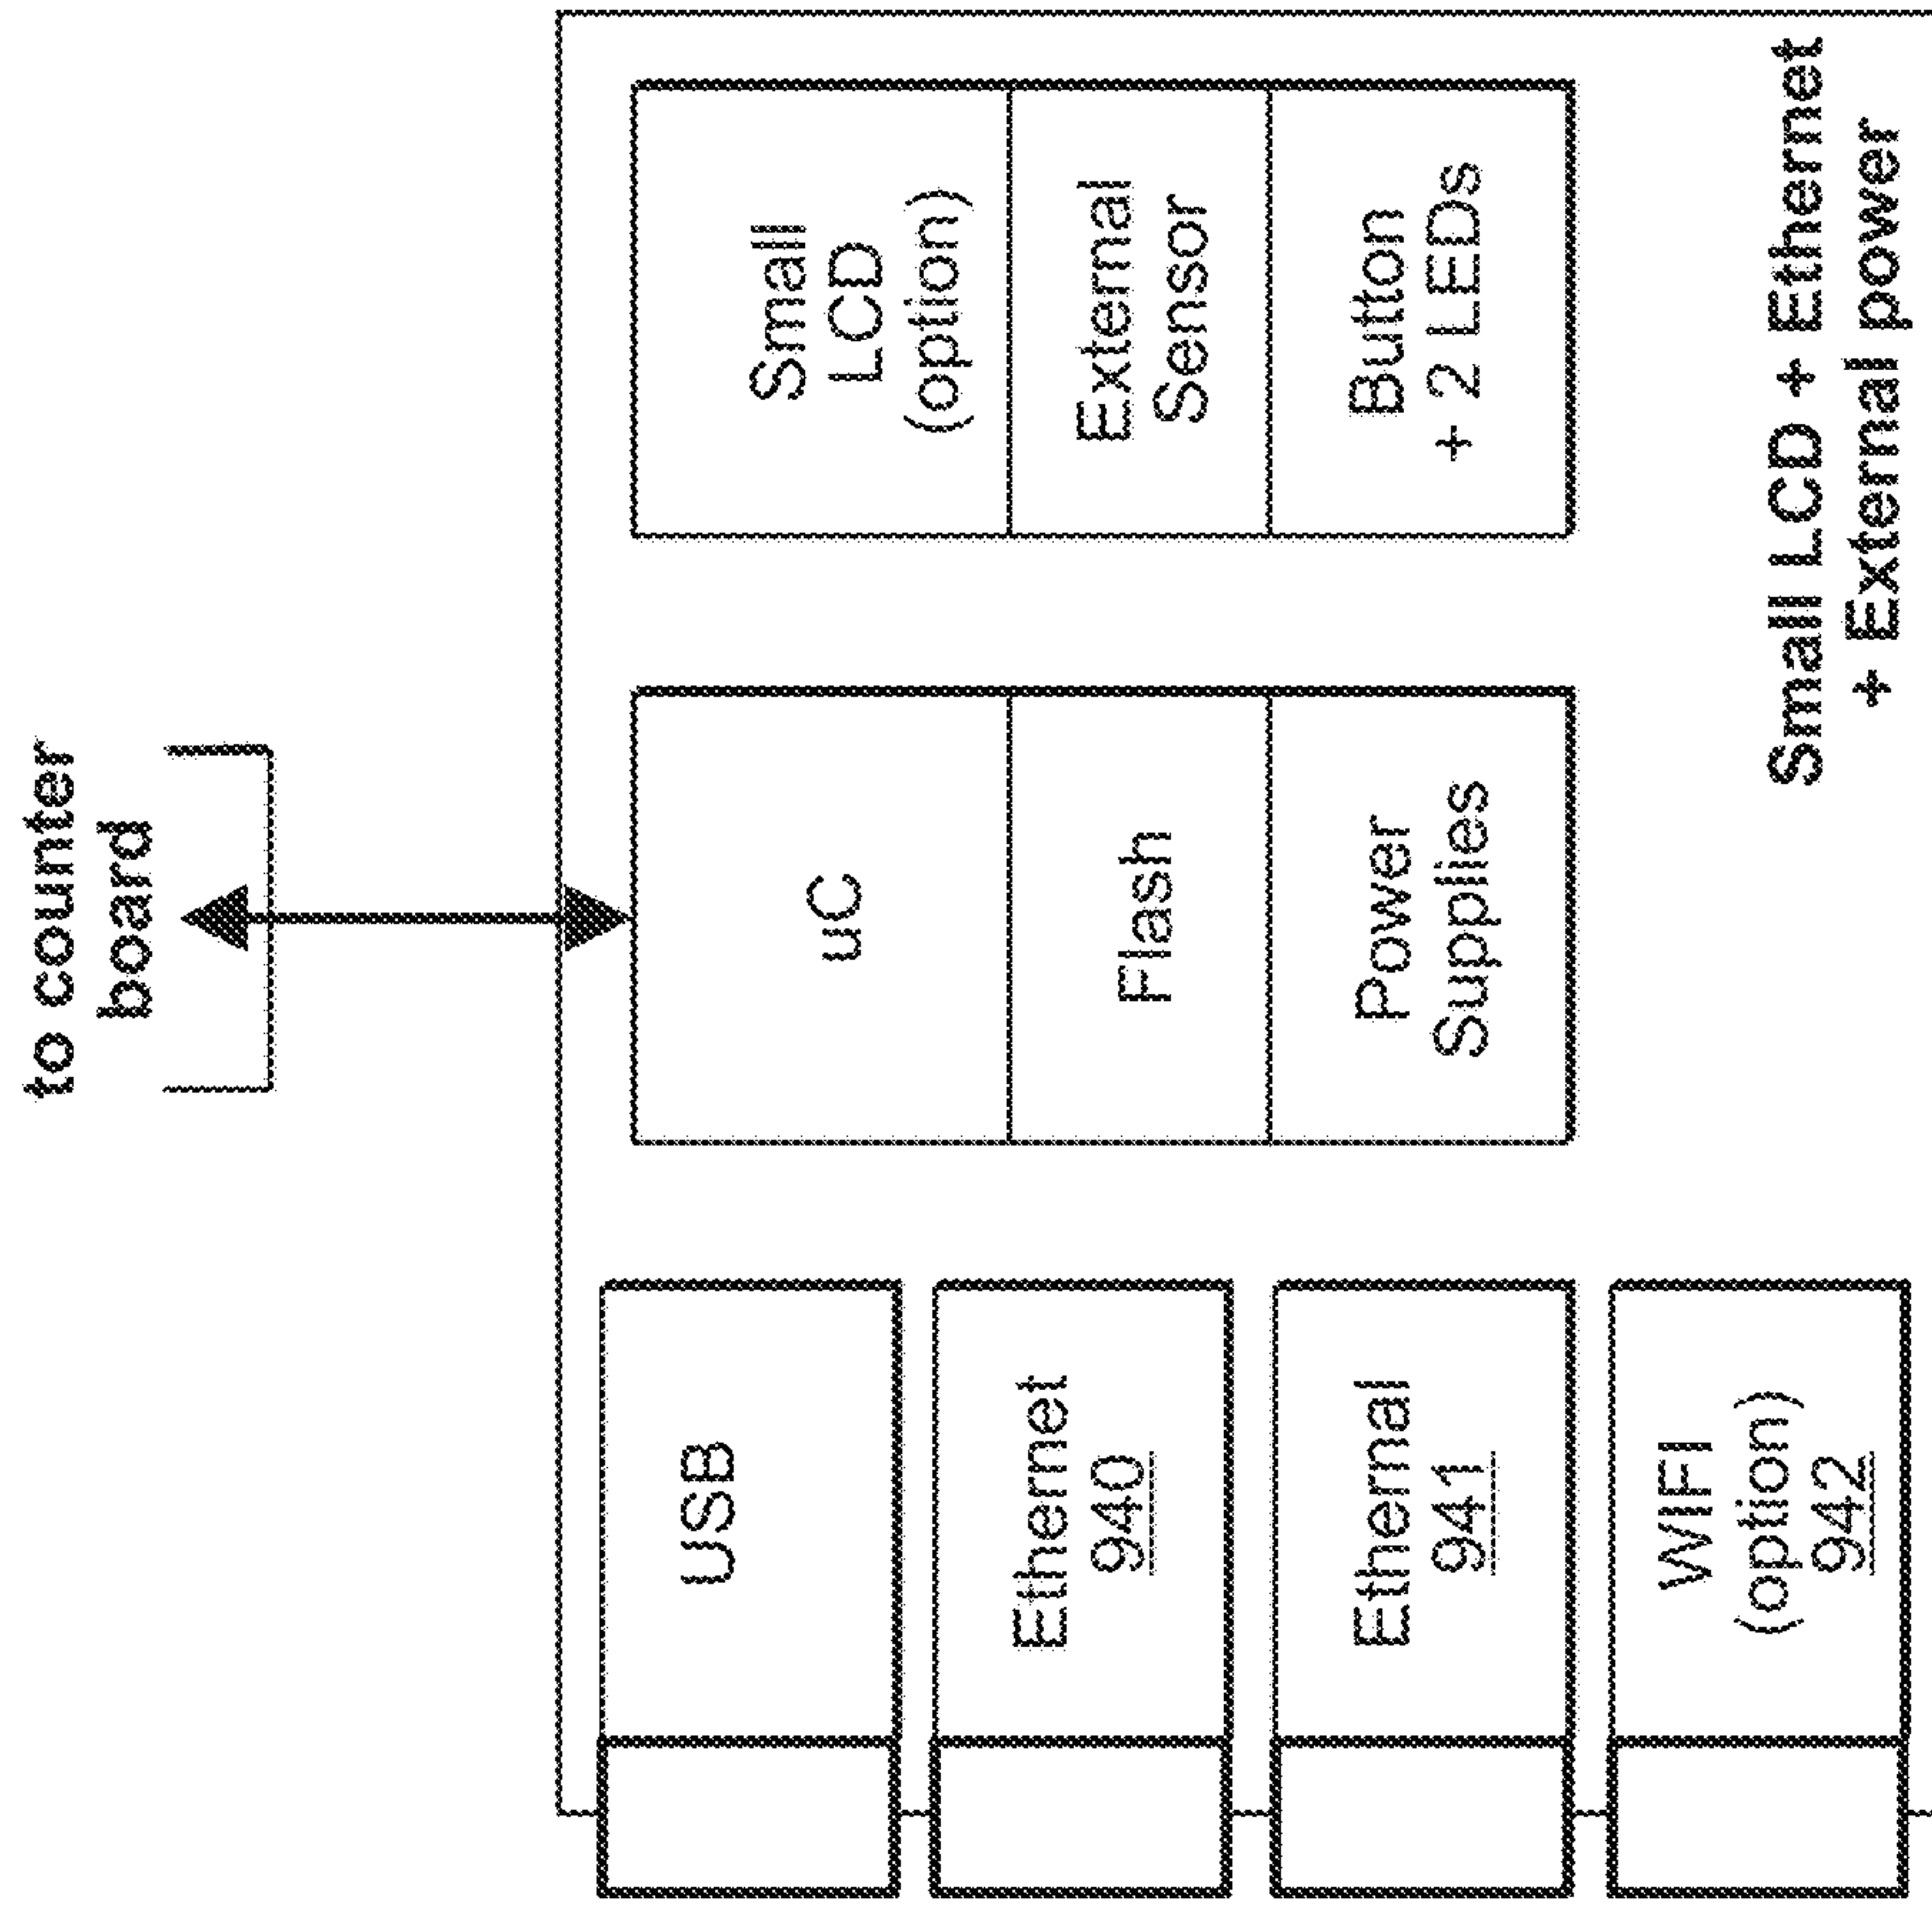 to counter
board
USB
Ethernet
940
Ethernal
941
WIFI
(option)
942
uC
Flash
Power
Supplies
Small
LCD
(option)
External
Sensor
Button
+ 2 LEDs
Small LCD + Ethernet
+ External power